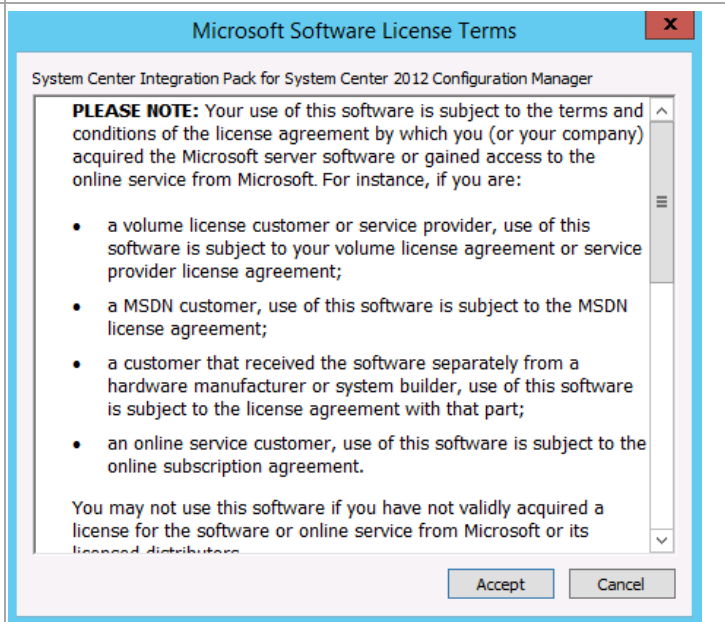 Microsoft Software License Terms
x
System Center Integration Pack for System Center 2012 Configuration Manager
PLEASE NOTE: Your use of this software is subject to the terms and
conditions of the license agreement by which you (or your company)
acquired the Microsoft server software or gained access to the
online service from Microsoft. For instance, if you are:
• a volume license customer or service provider, use of this
software is subject to your volume license agreement or service
provider license agreement;
• a MSDN customer, use of this software is subject to the MSDN
license agreement;
• a customer that received the software separately from a
hardware manufacturer or system builder, use of this software
is subject to the license agreement with that part;
• an online service customer, use of this software is subject to the
online subscription agreement.
You may not use this software if you have not validly acquired a
license for the software or online service from Microsoft or its
licensed distributors.
Accept Cancel